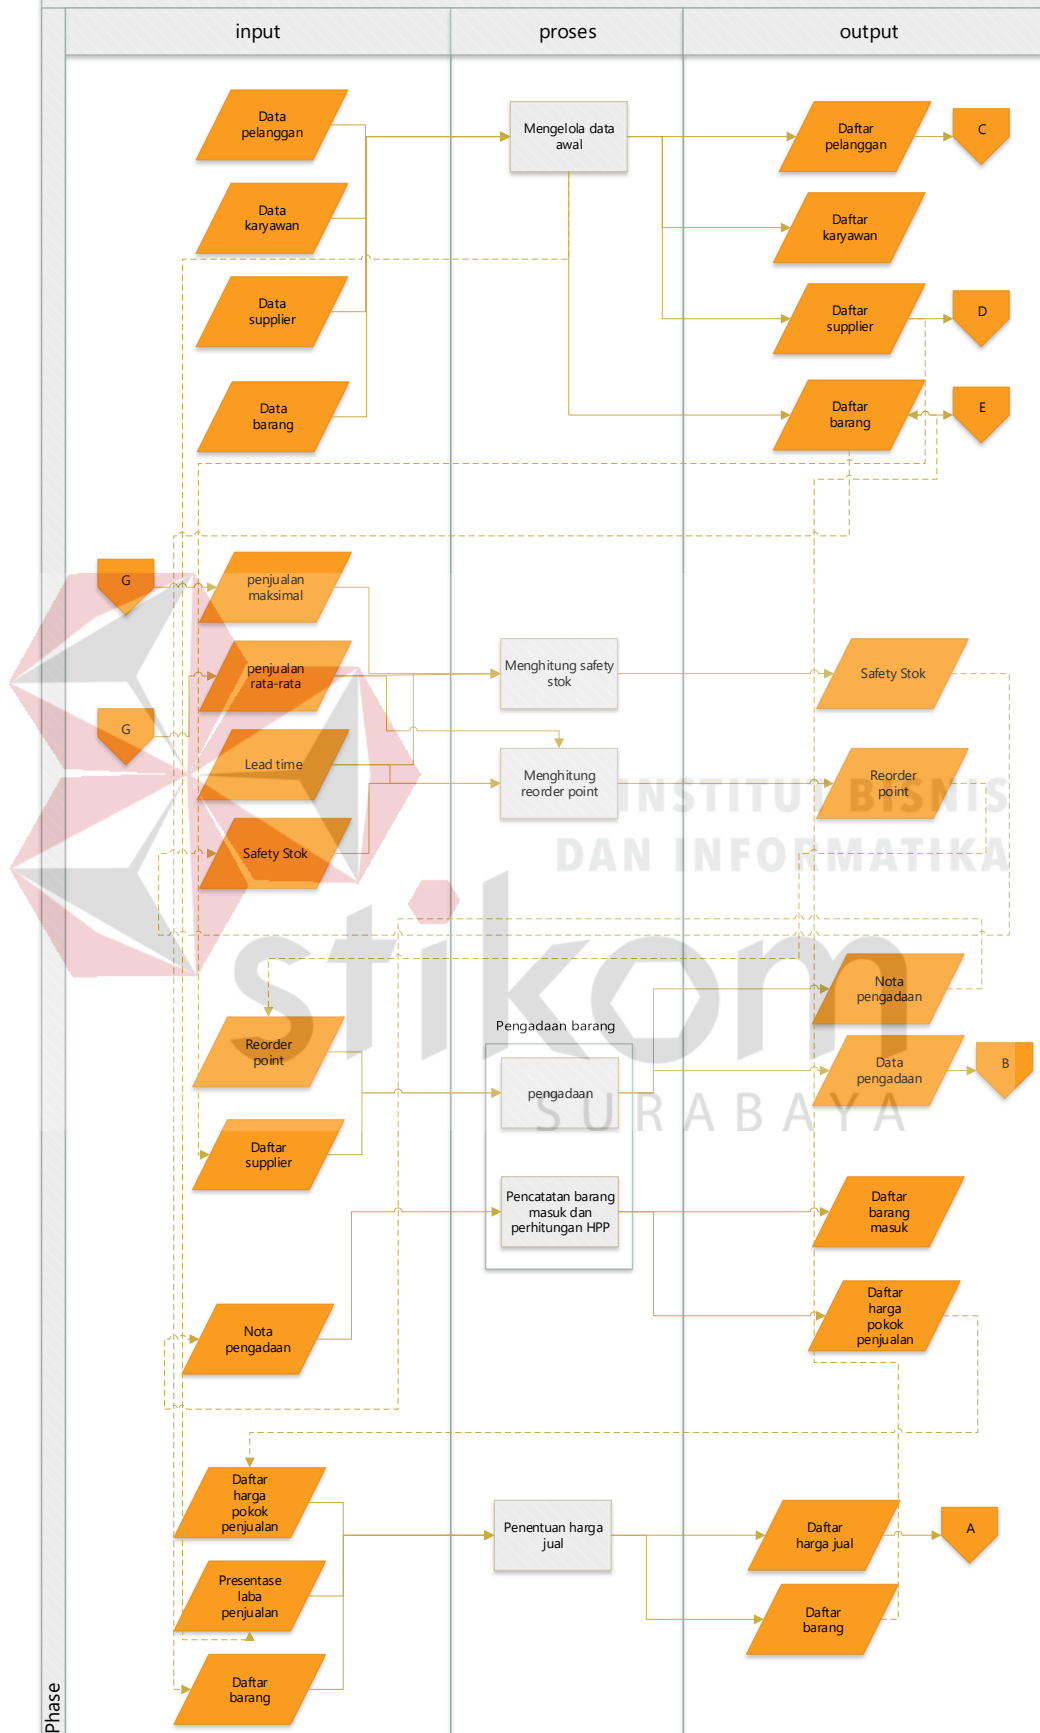 input
proses
output
Data
pelanggan
Mengelola data
awal
Daftar
pelanggan
C
Data
karyawan
Daftar
karyawan
Data
supplier
Daftar
supplier
D
Data
barang
Daftar
barang
E
G
penjualan
maksimal
penjualan
rata-rata
Menghitung safety
stok
Safety Stok
G
Lead time
Menghitung
reorder point
Reorder
point
Safety Stok
INSTITUT BISNIS
DAN INFORMATIKA
stikom
SURABAYA
Nota
pengadaan
Pengadaan barang
Reorder
point
pengadaan
Data
pengadaan
B
Daftar
supplier
Pencatatan barang
masuk dan
perhitungan HPP
Daftar
barang
masuk
Nota
pengadaan
Daftar
harga
pokok
penjualan
Daftar
harga
pokok
penjualan
Penentuan harga
jual
Daftar
harga jual
A
Presentase
laba
penjualan
Daftar
barang
Daftar
barang
Phase